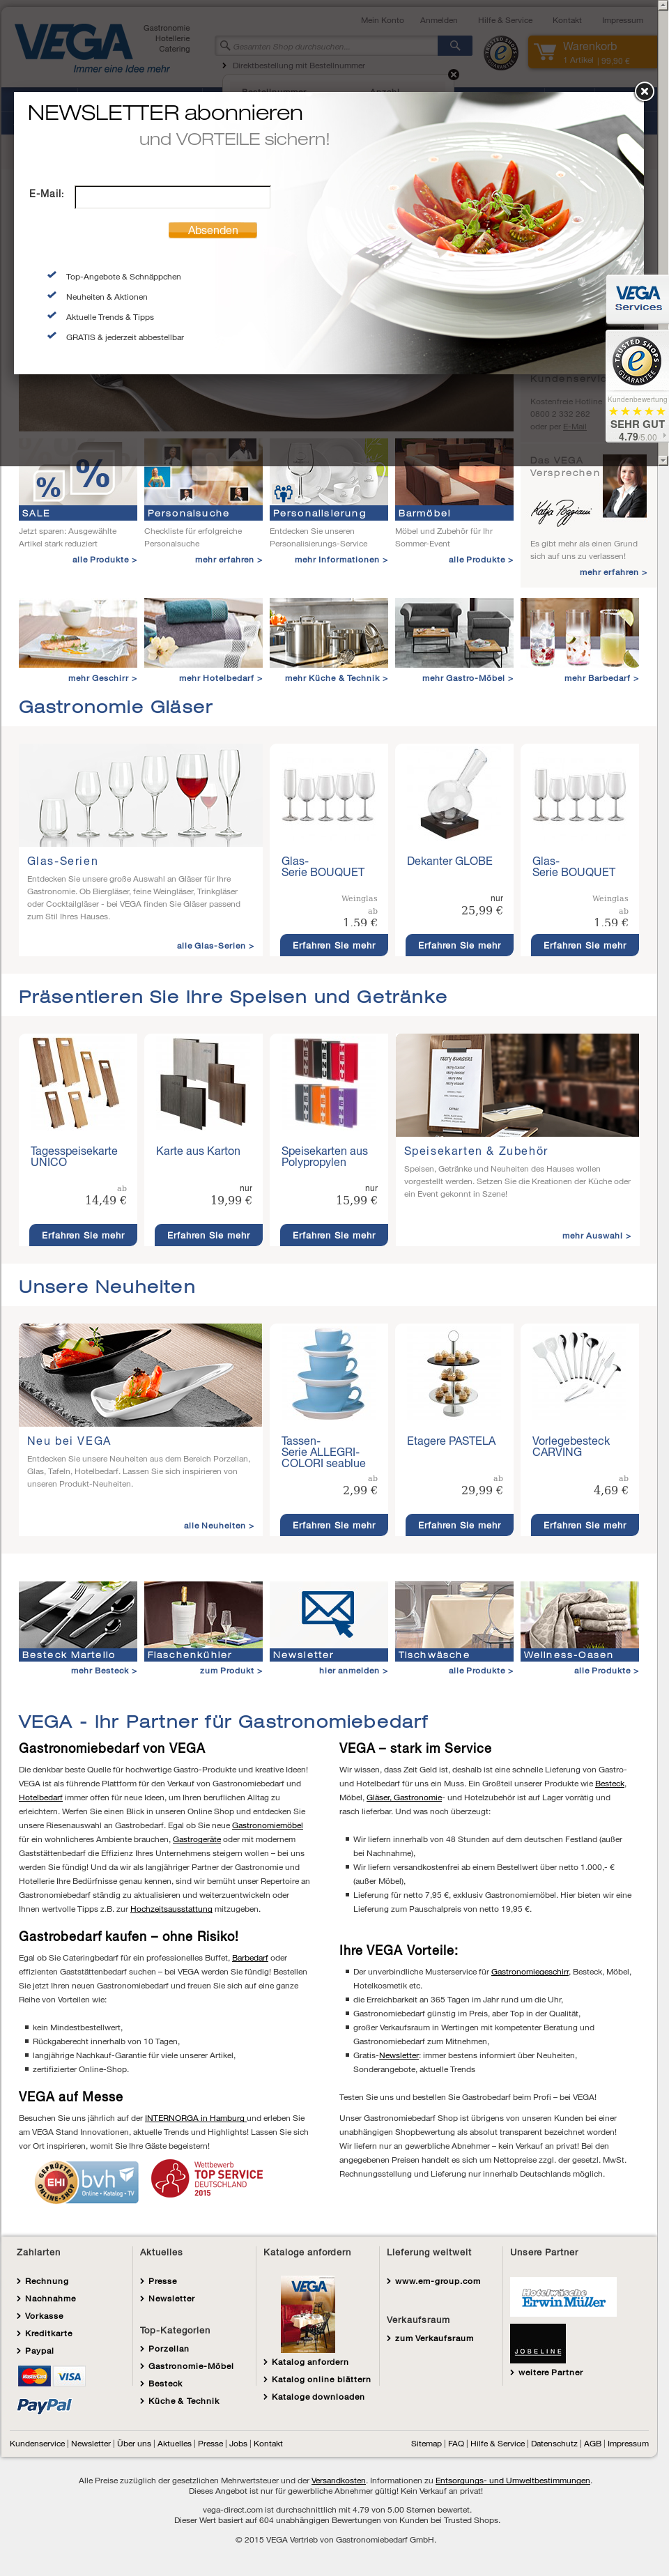 VEGA
Gastronomie
Hotellerie
Catering
Immer eine Idee mehr
Mein Konto Anmelden Hilfe & Service Kontakt Impressum
Gesamten Shop durchsuchen...
Direktbestellung mit Bestellnummer
Warenkorb
1 Artikel | 99,90 €
Bestellnummer Anzahl
NEWSLETTER abonnieren
und VORTEILE sichern!
E-Mail:
Absenden
Top-Angebote & Schnäppchen
Neuheiten & Aktionen
Aktuelle Trends & Tipps
GRATIS & jederzeit abbestellbar
VEGA
Services
TRUSTED SHOPS
GUARANTEE
Kundenbewertung
SEHR GUT
4.79/5.00
Kundenservice
Kostenfreie Hotline
0800 2 332 262
oder per E-Mail
Das VEGA
Versprechen
Es gibt mehr als einen Grund
sich auf uns zu verlassen!
mehr erfahren >
SALE
Jetzt sparen: Ausgewählte
Artikel stark reduziert
alle Produkte >
Personalsuche
Checkliste für erfolgreiche
Personalsuche
mehr erfahren >
Personalisierung
Entdecken Sie unseren
Personalisierungs-Service
mehr Informationen >
Barmöbel
Möbel und Zubehör für Ihr
Sommer-Event
alle Produkte >
mehr Geschirr >
mehr Hotelbedarf >
mehr Küche & Technik >
mehr Gastro-Möbel >
mehr Barbedarf >
Gastronomie Gläser
Glas-Serien
Entdecken Sie unsere große Auswahl an Gläser für Ihre
Gastronomie. Ob Biergläser, feine Weingläser, Trinkgläser
oder Cocktailgläser - bei VEGA finden Sie Gläser passend
zum Stil Ihres Hauses.
alle Glas-Serien >
Glas-
Serie BOUQUET
Weinglas
ab
1,59 €
Erfahren Sie mehr
Dekanter GLOBE
nur
25,99 €
Erfahren Sie mehr
Glas-
Serie BOUQUET
Weinglas
ab
1,59 €
Erfahren Sie mehr
Präsentieren Sie Ihre Speisen und Getränke
Tagesspeisekarte
UNICO
ab
14,49 €
Erfahren Sie mehr
Karte aus Karton
nur
19,99 €
Erfahren Sie mehr
Speisekarten aus
Polypropylen
nur
15,99 €
Erfahren Sie mehr
Speisekarten & Zubehör
Speisen, Getränke und Neuheiten des Hauses wollen
vorgestellt werden. Setzen Sie die Kreationen der Küche oder
ein Event gekonnt in Szene!
mehr Auswahl >
Unsere Neuheiten
Neu bei VEGA
Entdecken Sie unsere Neuheiten aus dem Bereich Porzellan,
Glas, Tafeln, Hotelbedarf. Lassen Sie sich inspirieren von
unseren Produkt-Neuheiten.
alle Neuheiten >
Tassen-
Serie ALLEGRI-
COLORI seablue
ab
2,99 €
Erfahren Sie mehr
Etagere PASTELA
ab
29,99 €
Erfahren Sie mehr
Vorlegebesteck
CARVING
ab
4,69 €
Erfahren Sie mehr
Besteck Martello
mehr Besteck >
Flaschenkühler
zum Produkt >
Newsletter
hier anmelden >
Tischwäsche
alle Produkte >
Wellness-Oasen
alle Produkte >
VEGA - Ihr Partner für Gastronomiebedarf
Gastronomiebedarf von VEGA
Die denkbar beste Quelle für hochwertige Gastro-Produkte und kreative Ideen!
VEGA ist als führende Plattform für den Verkauf von Gastronomiebedarf und
Hotelbedarf immer offen für neue Ideen, um Ihren beruflichen Alltag zu
erleichtern. Werfen Sie einen Blick in unseren Online Shop und entdecken Sie
unsere Riesenauswahl an Gastrobedarf. Egal ob Sie neue Gastronomiemöbel
für ein wohnlicheres Ambiente brauchen, Gastrogeräte oder mit modernem
Gaststättenbedarf die Effizienz Ihres Unternehmens steigern wollen – bei uns
werden Sie fündig! Und da wir als langjähriger Partner der Gastronomie und
Hotellerie Ihre Bedürfnisse genau kennen, sind wir bemüht unser Repertoire an
Gastronomiebedarf ständig zu aktualisieren und weiterzuentwickeln oder
Ihnen wertvolle Tipps z.B. zur Hochzeitsausstattung mitzugeben.
Gastrobedarf kaufen – ohne Risiko!
Egal ob Sie Cateringbedarf für ein professionelles Buffet, Barbedarf oder
effizienten Gaststättenbedarf suchen – bei VEGA werden Sie fündig! Bestellen
Sie jetzt Ihren neuen Gastronomiebedarf und freuen Sie sich auf eine ganze
Reihe von Vorteilen wie:
kein Mindestbestellwert,
Rückgaberecht innerhalb von 10 Tagen,
langjährige Nachkauf-Garantie für viele unserer Artikel,
zertifizierter Online-Shop.
VEGA auf Messe
Besuchen Sie uns jährlich auf der INTERNORGA in Hamburg und erleben Sie
am VEGA Stand Innovationen, aktuelle Trends und Highlights! Lassen Sie sich
vor Ort inspirieren, womit Sie Ihre Gäste begeistern!
GEPRÜFTER
EHI
ONLINE-SHOP
bvh
Online • Katalog • TV
Wettbewerb
TOP SERVICE
DEUTSCHLAND
2015
VEGA – stark im Service
Wir wissen, dass Zeit Geld ist, deshalb ist eine schnelle Lieferung von Gastro-
und Hotelbedarf für uns ein Muss. Ein Großteil unserer Produkte wie Besteck,
Möbel, Gläser, Gastronomie- und Hotelzubehör ist auf Lager vorrätig und
rasch lieferbar. Und was noch überzeugt:
Wir liefern innerhalb von 48 Stunden auf dem deutschen Festland (außer
bei Nachnahme),
Wir liefern versandkostenfrei ab einem Bestellwert über netto 1.000,- €
(außer Möbel),
Lieferung für netto 7,95 €, exklusiv Gastronomiemöbel. Hier bieten wir eine
Lieferung zum Pauschalpreis von netto 19,95 €.
Ihre VEGA Vorteile:
Der unverbindliche Musterservice für Gastronomiegeschirr, Besteck, Möbel,
Hotelkosmetik etc.
die Erreichbarkeit an 365 Tagen im Jahr rund um die Uhr,
Gastronomiebedarf günstig im Preis, aber Top in der Qualität,
großer Verkaufsraum in Wertingen mit kompetenter Beratung und
Gastronomiebedarf zum Mitnehmen,
Gratis-Newsletter: immer bestens informiert über Neuheiten,
Sonderangebote, aktuelle Trends
Testen Sie uns und bestellen Sie Gastrobedarf beim Profi – bei VEGA!
Unser Gastronomiebedarf Shop ist übrigens von unseren Kunden bei einer
unabhängigen Shopbewertung als absolut transparent bezeichnet worden!
Wir liefern nur an gewerbliche Abnehmer – kein Verkauf an privat! Bei den
angegebenen Preisen handelt es sich um Nettopreise zzgl. der gesetzl. MwSt.
Rechnungsstellung und Lieferung nur innerhalb Deutschlands möglich.
Zahlarten
Rechnung
Nachnahme
Vorkasse
Kreditkarte
Paypal
MasterCard VISA
PayPal
Aktuelles
Presse
Newsletter
Top-Kategorien
Porzellan
Gastronomie-Möbel
Besteck
Küche & Technik
Kataloge anfordern
VEGA
Katalog anfordern
Katalog online blättern
Kataloge downloaden
Lieferung weltweit
www.em-group.com
Verkaufsraum
zum Verkaufsraum
Unsere Partner
Hotelwäsche
Erwin Müller
JOBELINE
weitere Partner
Kundenservice | Newsletter | Über uns | Aktuelles | Presse | Jobs | Kontakt
Sitemap | FAQ | Hilfe & Service | Datenschutz | AGB | Impressum
Alle Preise zuzüglich der gesetzlichen Mehrwertsteuer und der Versandkosten. Informationen zu Entsorgungs- und Umweltbestimmungen.
Dieses Angebot ist nur für gewerbliche Abnehmer gültig! Kein Verkauf an privat!
vega-direct.com ist durchschnittlich mit 4.79 von 5.00 Sternen bewertet.
Dieser Wert basiert auf 604 unabhängigen Bewertungen von Kunden bei Trusted Shops.
© 2015 VEGA Vertrieb von Gastronomiebedarf GmbH.